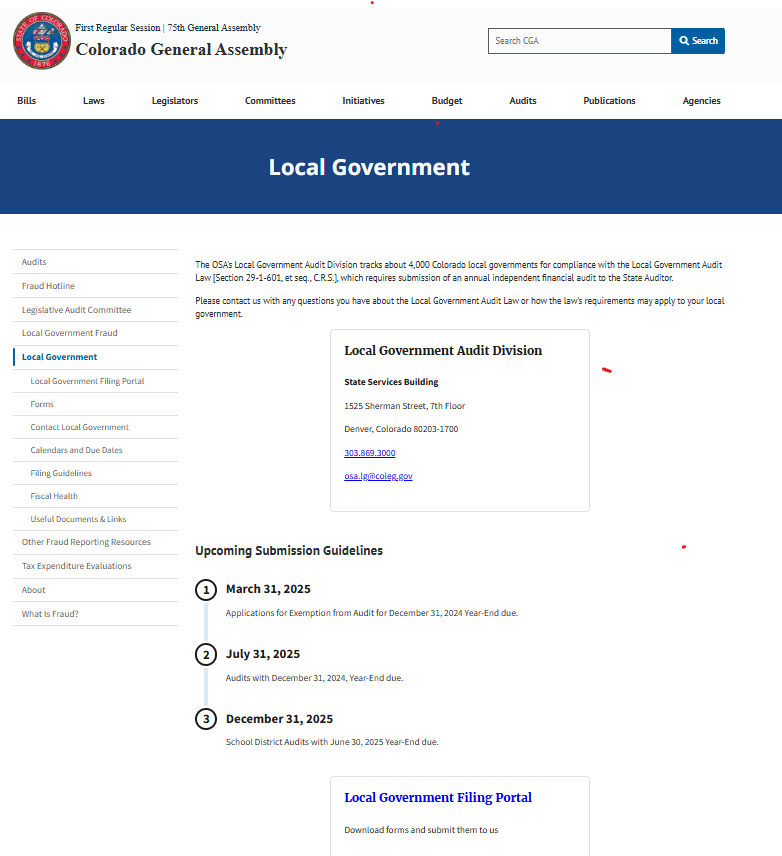 First Regular Session | 75th General Assembly
Colorado General Assembly
STATE OF COLORADO
1876
Search CGA
Search
Bills
Laws
Legislators
Committees
Initiatives
Budget
Audits
Publications
Agencies
Local Government
Audits
Fraud Hotline
Legislative Audit Committee
Local Government Fraud
Local Government
Local Government Filing Portal
Forms
Contact Local Government
Calendars and Due Dates
Filing Guidelines
Fiscal Health
Useful Documents & Links
Other Fraud Reporting Resources
Tax Expenditure Evaluations
About
What Is Fraud?
The OSA's Local Government Audit Division tracks about 4,000 Colorado local governments for compliance with the Local Government Audit
Law [Section 29-1-601, et seq., C.R.S.], which requires submission of an annual independent financial audit to the State Auditor.
Please contact us with any questions you have about the Local Government Audit Law or how the law's requirements may apply to your local
government.
Local Government Audit Division
State Services Building
1525 Sherman Street, 7th Floor
Denver, Colorado 80203-1700
303.869.3000
osa.lg@coleg.gov
Upcoming Submission Guidelines
1
March 31, 2025
Applications for Exemption from Audit for December 31, 2024 Year-End due.
2
July 31, 2025
Audits with December 31, 2024, Year-End due.
3
December 31, 2025
School District Audits with June 30, 2025 Year-End due.
Local Government Filing Portal
Download forms and submit them to us